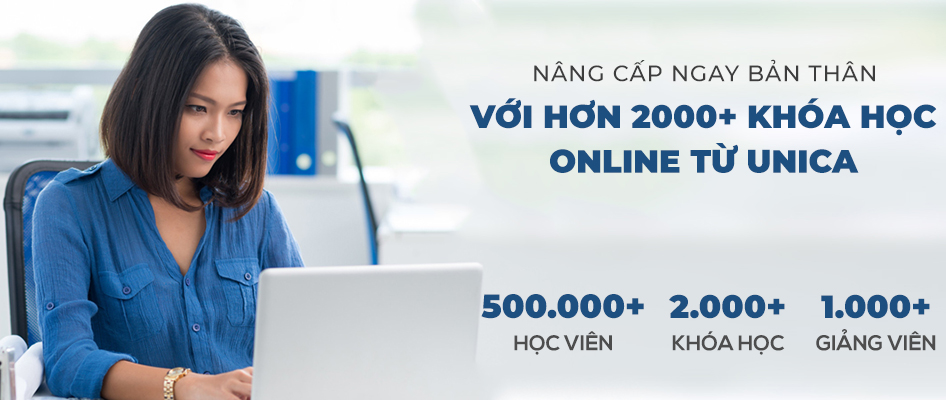 NÂNG CẤP NGAY BẢN THÂN
VỚI HƠN 2000+ KHÓA HỌC
ONLINE TỪ UNICA
500.000+ 2.000+ 1.000+
HỌC VIÊN KHÓA HỌC GIẢNG VIÊN